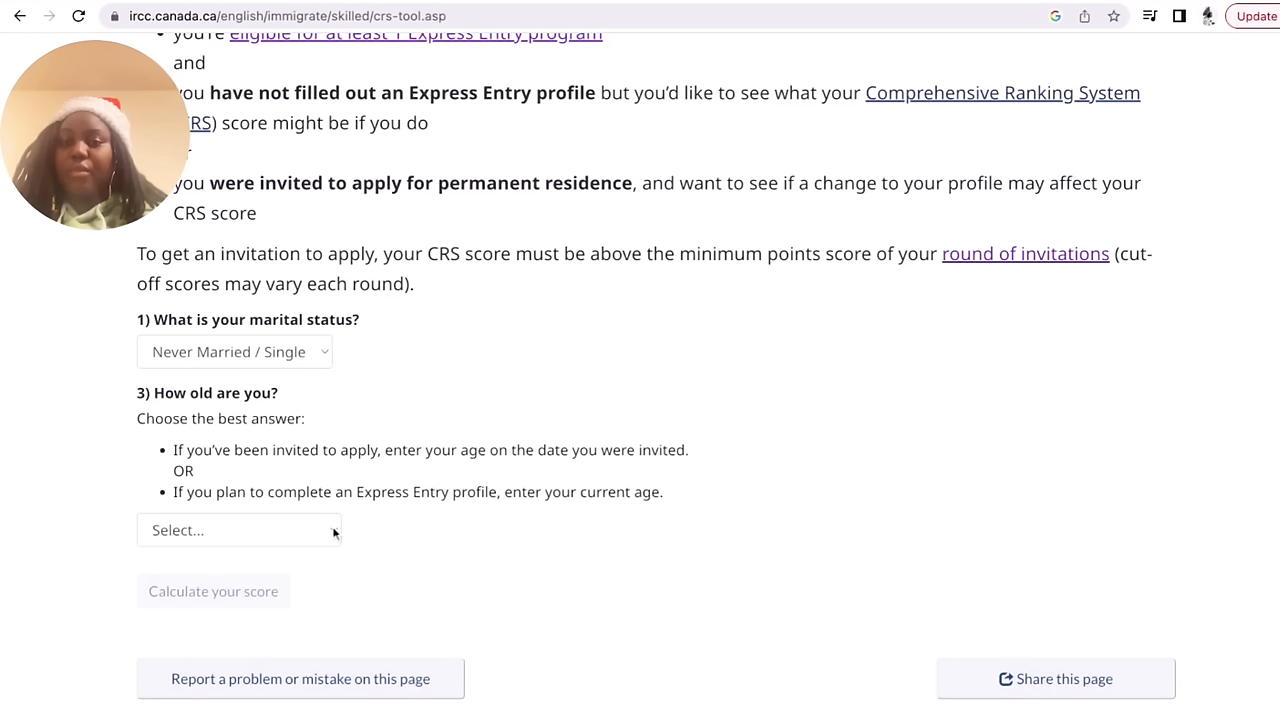 ircc.canada.ca/english/immigrate/skilled/crs-tool.asp
Update
you're eligible for at least 1 Express Entry program
and
you have not filled out an Express Entry profile but you'd like to see what your Comprehensive Ranking System
RS) score might be if you do
you were invited to apply for permanent residence, and want to see if a change to your profile may affect your
CRS score
To get an invitation to apply, your CRS score must be above the minimum points score of your round of invitations (cut-
off scores may vary each round).
1) What is your marital status?
Never Married / Single
3) How old are you?
Choose the best answer:
• If you've been invited to apply, enter your age on the date you were invited.
OR
• If you plan to complete an Express Entry profile, enter your current age.
Select...
Calculate your score
Report a problem or mistake on this page
Share this page